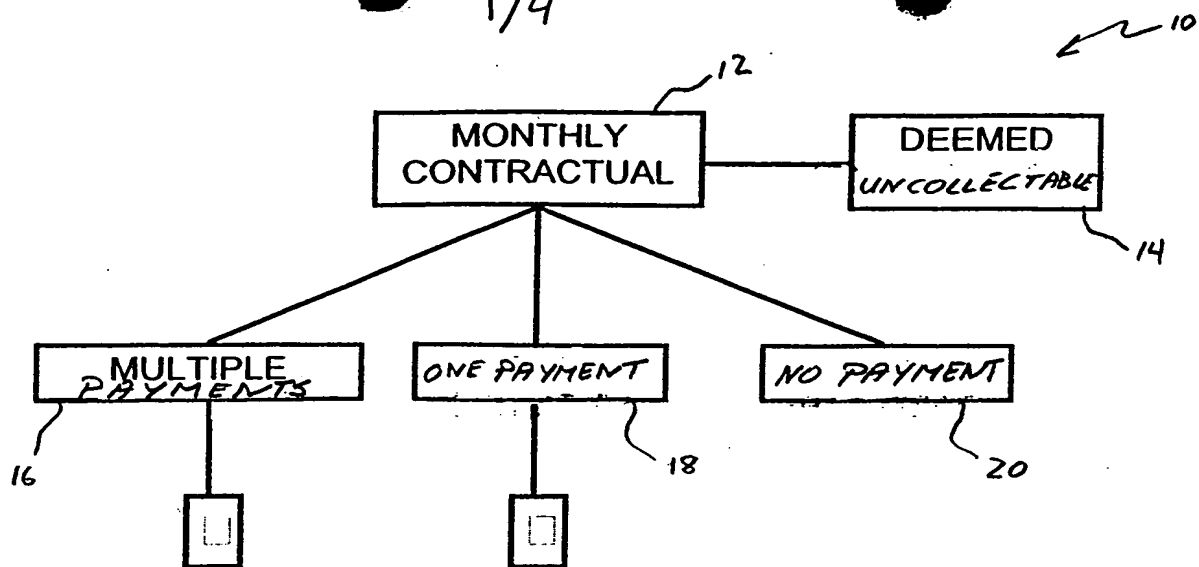 1/4
10
12
MONTHLY
CONTRACTUAL
DEEMED
UNCOLLECTABLE
14
MULTIPLE
PAYMENTS
ONE PAYMENT
NO PAYMENT
16
18
20